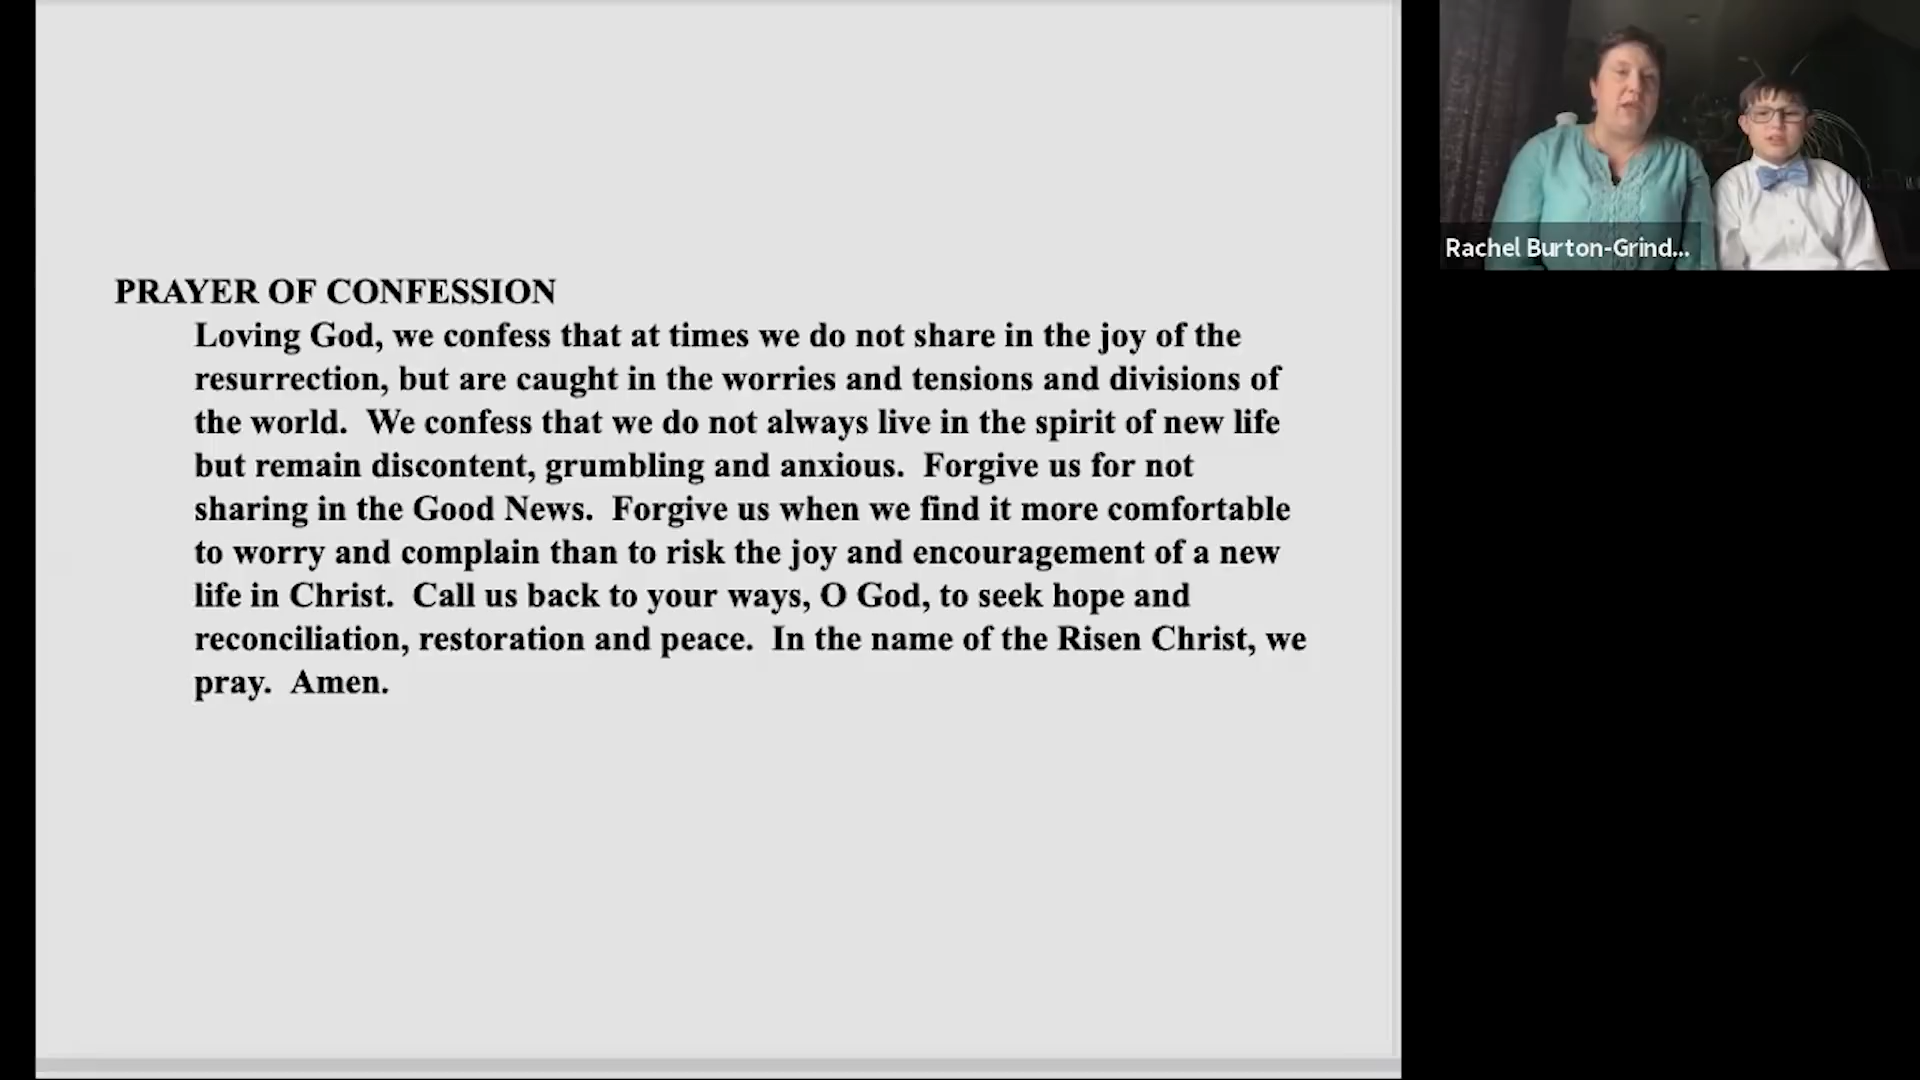 PRAYER OF CONFESSION
Loving God, we confess that at times we do not share in the joy of the
resurrection, but are caught in the worries and tensions and divisions of
the world.  We confess that we do not always live in the spirit of new life
but remain discontent, grumbling and anxious.  Forgive us for not
sharing in the Good News.  Forgive us when we find it more comfortable
to worry and complain than to risk the joy and encouragement of a new
life in Christ.  Call us back to your ways, O God, to seek hope and
reconciliation, restoration and peace.  In the name of the Risen Christ, we
pray.  Amen.
Rachel Burton-Grind...